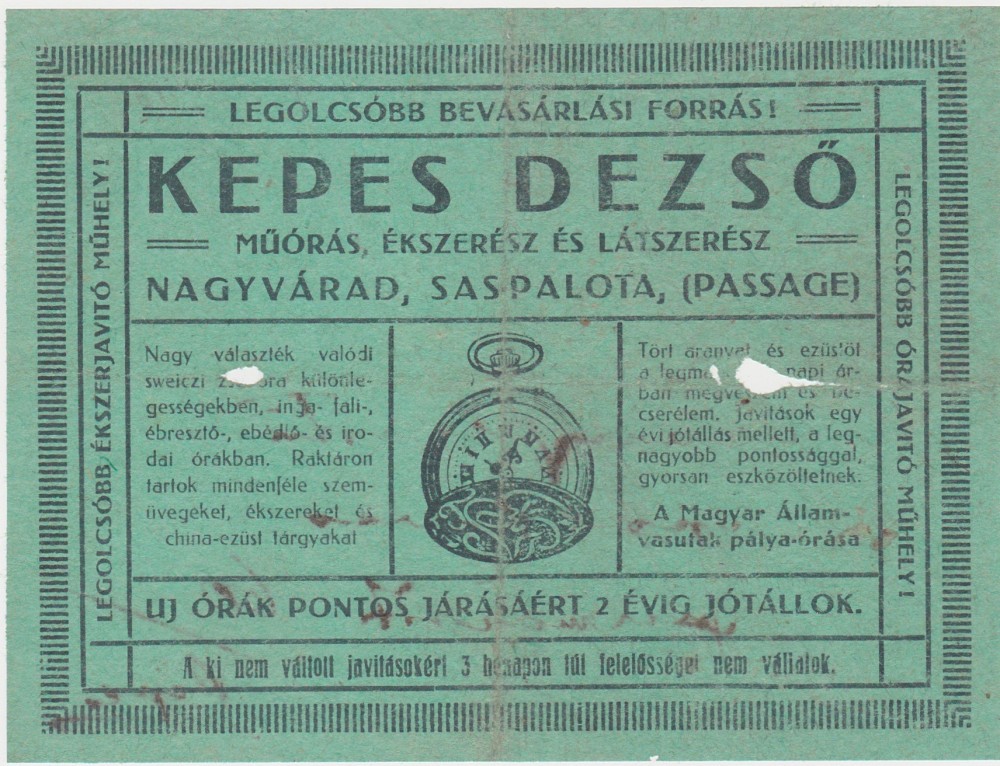 LEGOLCSÓBB BEVÁSÁRLÁSI FORRÁS!
KEPES DEZSŐ
MŰÓRÁS, ÉKSZERÉSZ ÉS LÁTSZERÉSZ
NAGYVÁRAD, SASPALOTA, (PASSAGE)
LEGOLCSÓBB ÉKSZERJAVITÓ MŰHELY!
Nagy választék valódi
sweiczi különle-
gességekben, inga- fali-,
ébresztő-, ebédlő- és iro-
dai órákban. Raktáron
tartok mindenféle szem-
üvegeket, ékszereket és
china-ezüst tárgyakat
Tört aranyat és ezüstöt
a napi ár-
ban megveszem és be-
cserélem. Javitások egy
évi jótállás mellett, a leg-
nagyobb pontossággal,
gyorsan eszközöltetnek.
A Magyar Állam-
vasutak pálya-órása
LEGOLCSÓBB ÓRAJAVITÓ MŰHELY!
UJ ÓRÁK PONTOS JÁRÁSÁÉRT 2 ÉVIG JÓTÁLLOK.
A ki nem váltott javitásokért 3 hónapon túl felelősséget nem vállalok.